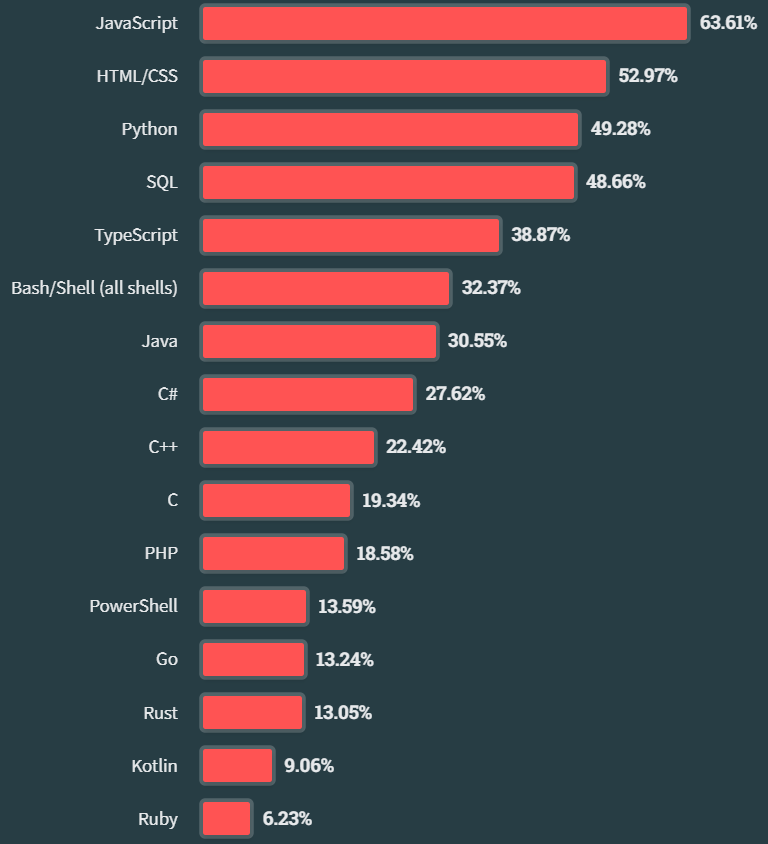 JavaScript 63.61%
HTML/CSS 52.97%
Python 49.28%
SQL 48.66%
TypeScript 38.87%
Bash/Shell (all shells) 32.37%
Java 30.55%
C# 27.62%
C++ 22.42%
C 19.34%
PHP 18.58%
PowerShell 13.59%
Go 13.24%
Rust 13.05%
Kotlin 9.06%
Ruby 6.23%